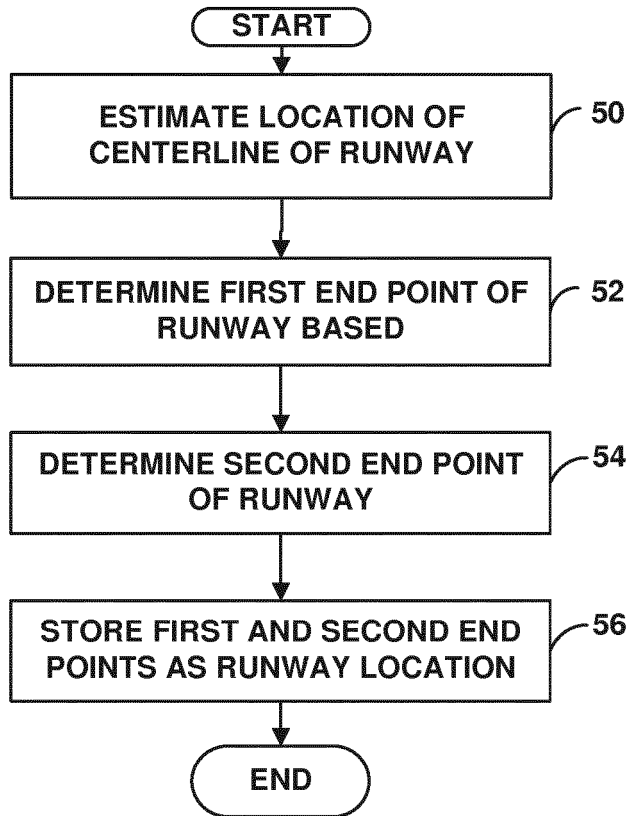 START
ESTIMATE LOCATION OF
CENTERLINE OF RUNWAY
50
DETERMINE FIRST END POINT OF
RUNWAY BASED
52
DETERMINE SECOND END POINT
OF RUNWAY
54
STORE FIRST AND SECOND END
POINTS AS RUNWAY LOCATION
56
END